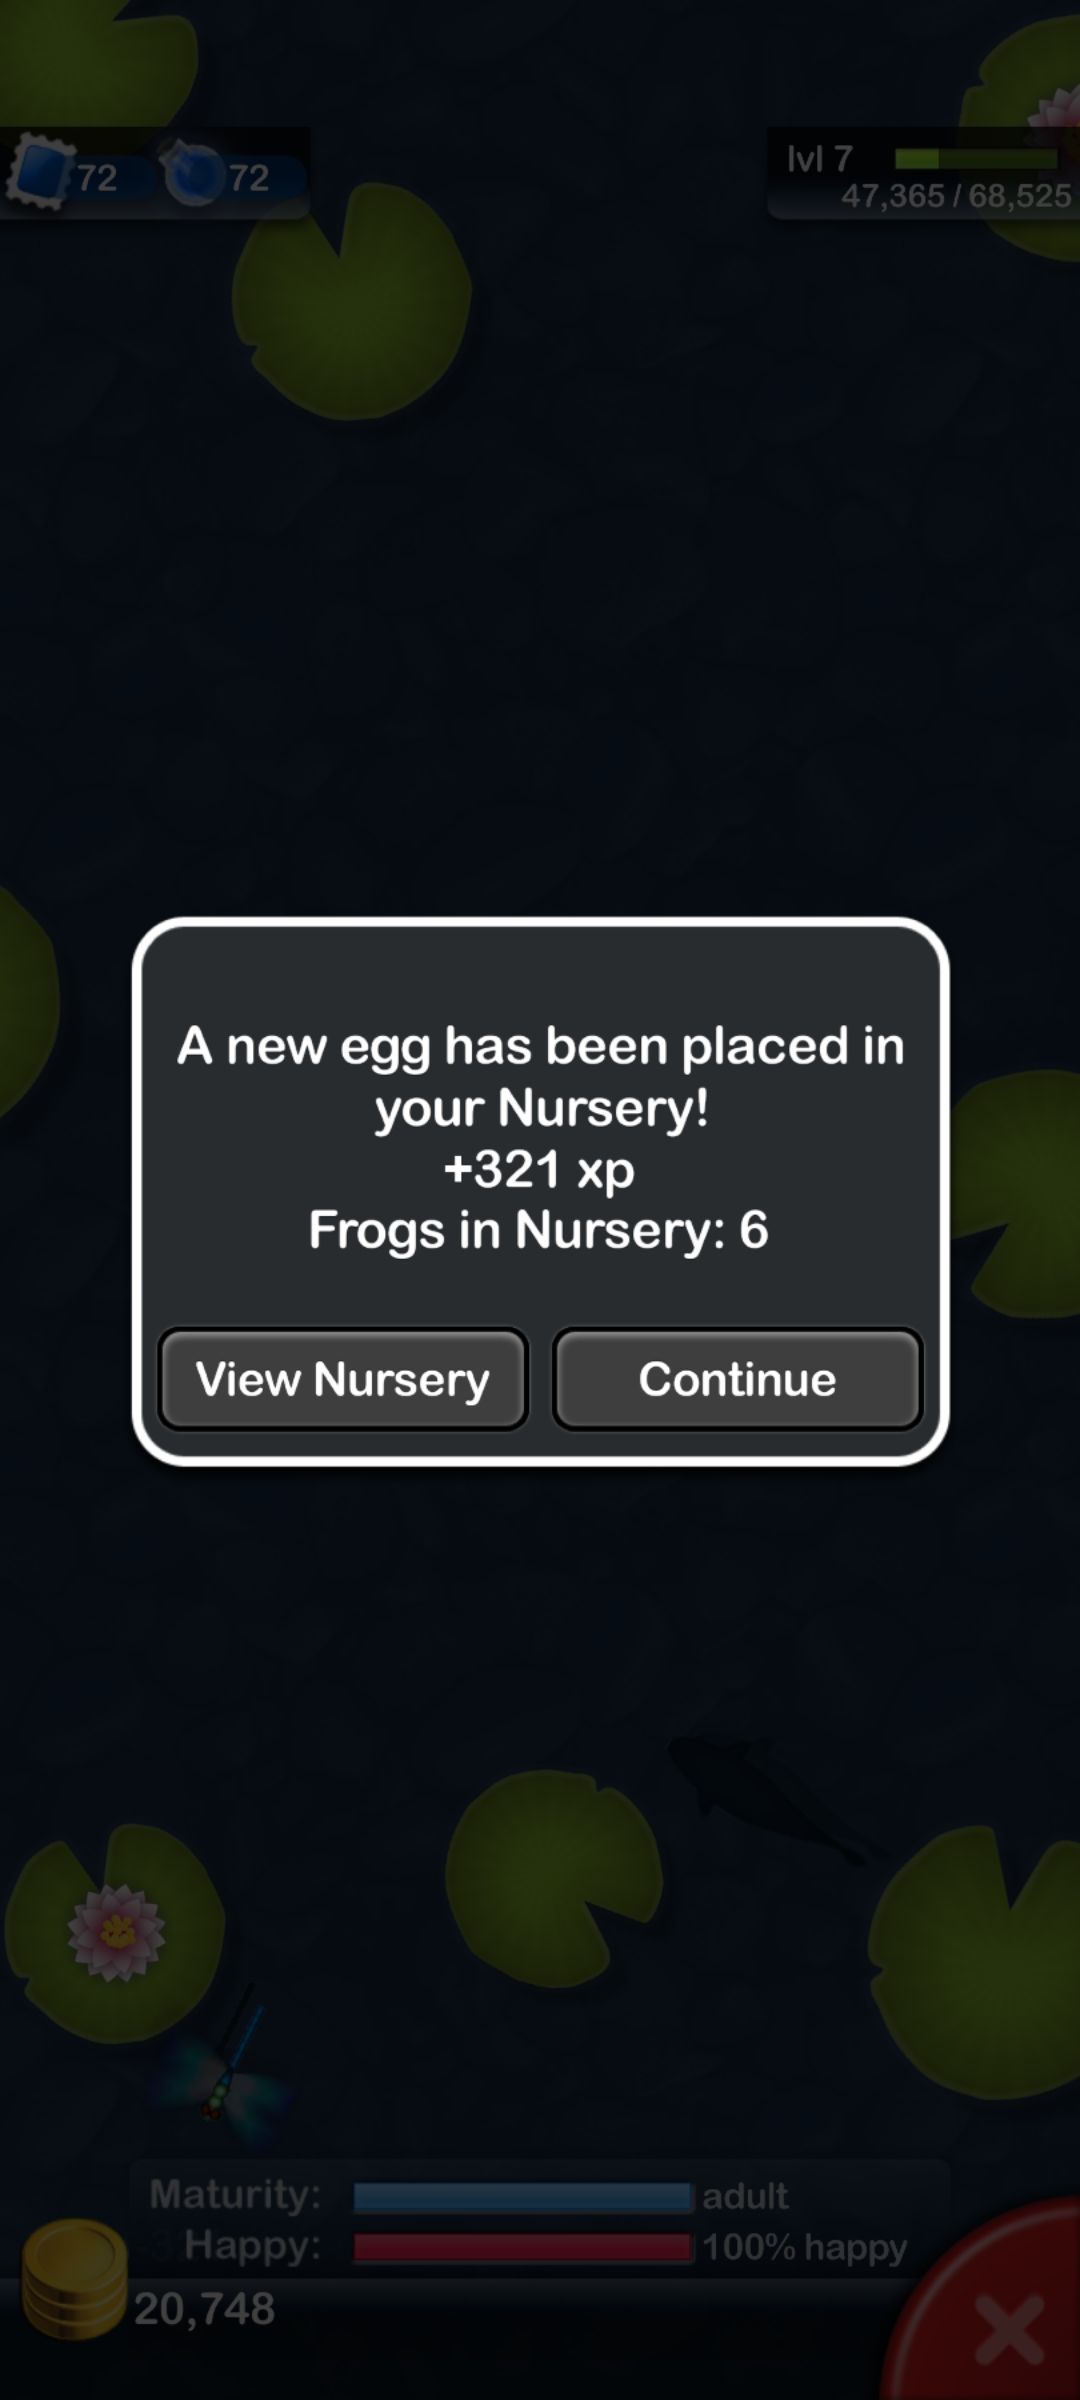 72
72
lvl 7
47,365 / 68,525
A new egg has been placed in
your Nursery!
+321 xp
Frogs in Nursery: 6
View Nursery
Continue
Maturity:
adult
Happy:
100% happy
20,748